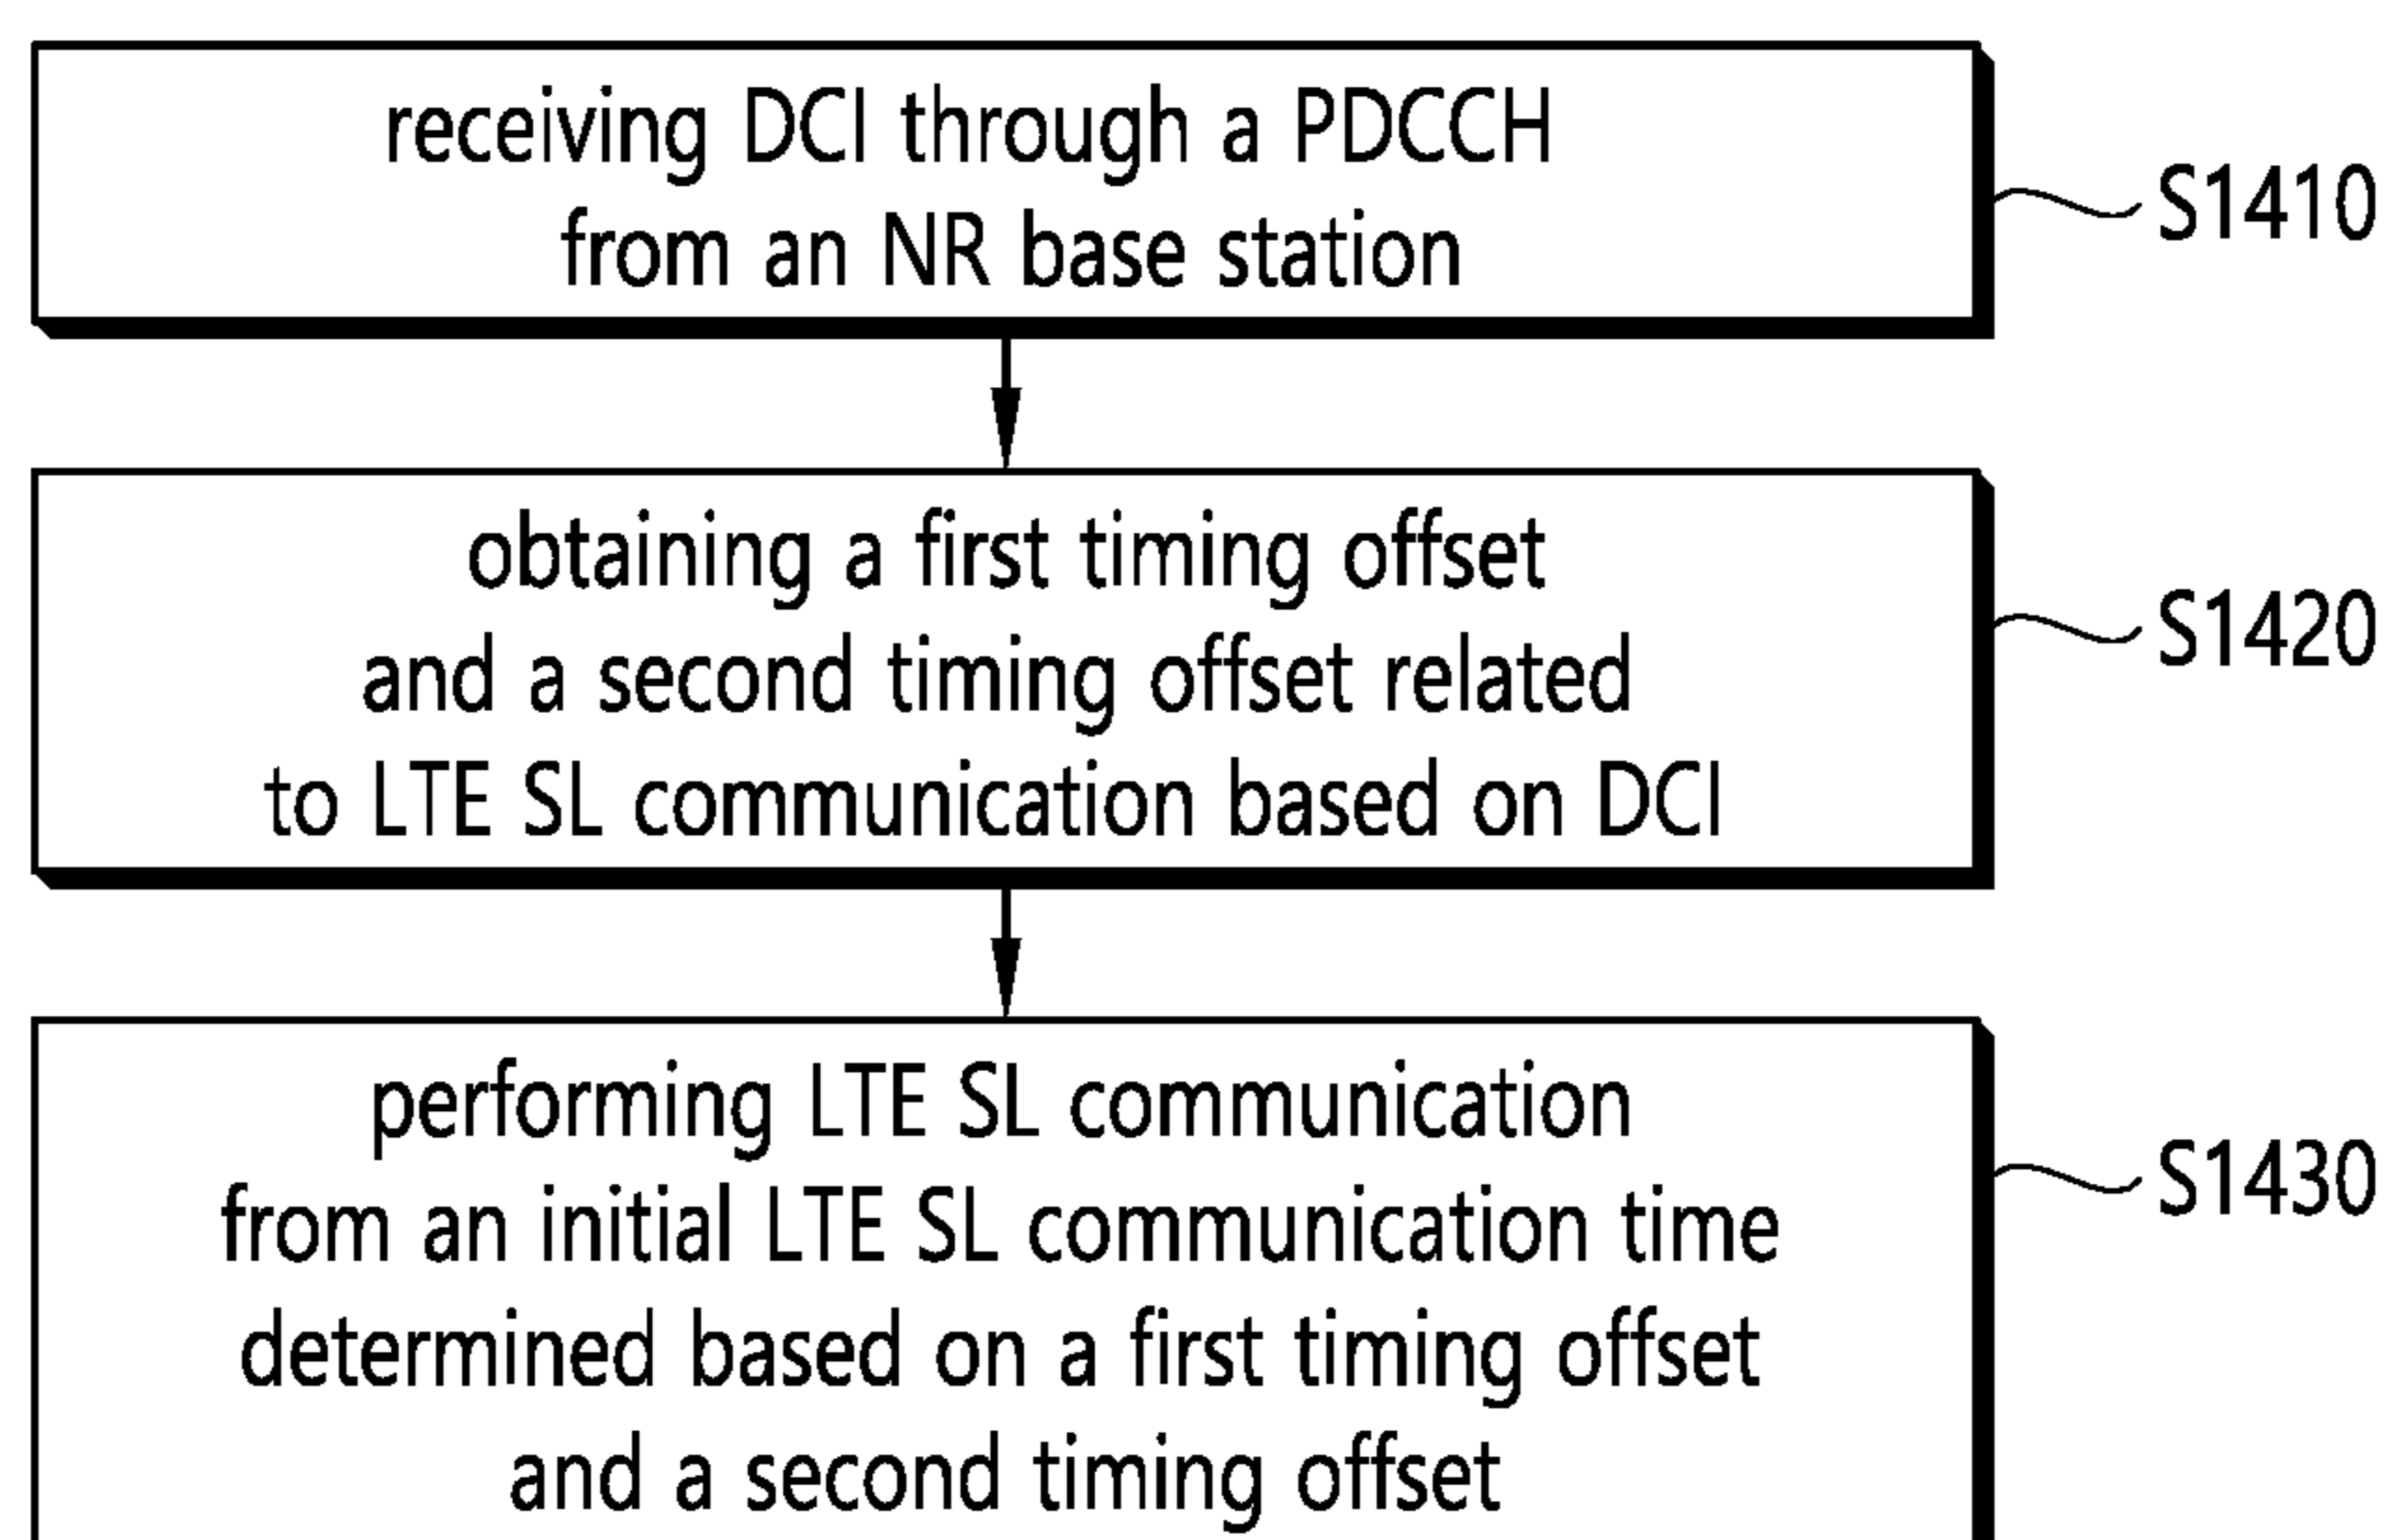 receiving DCI through a PDCCH
from an NR base station
S1410
obtaining a first timing offset
and a second timing offset related
to LTE SL communication based on DCI
S1420
performing LTE SL communication
from an initial LTE SL communication time
determined based on a first timing offset
and a second timing offset
S1430